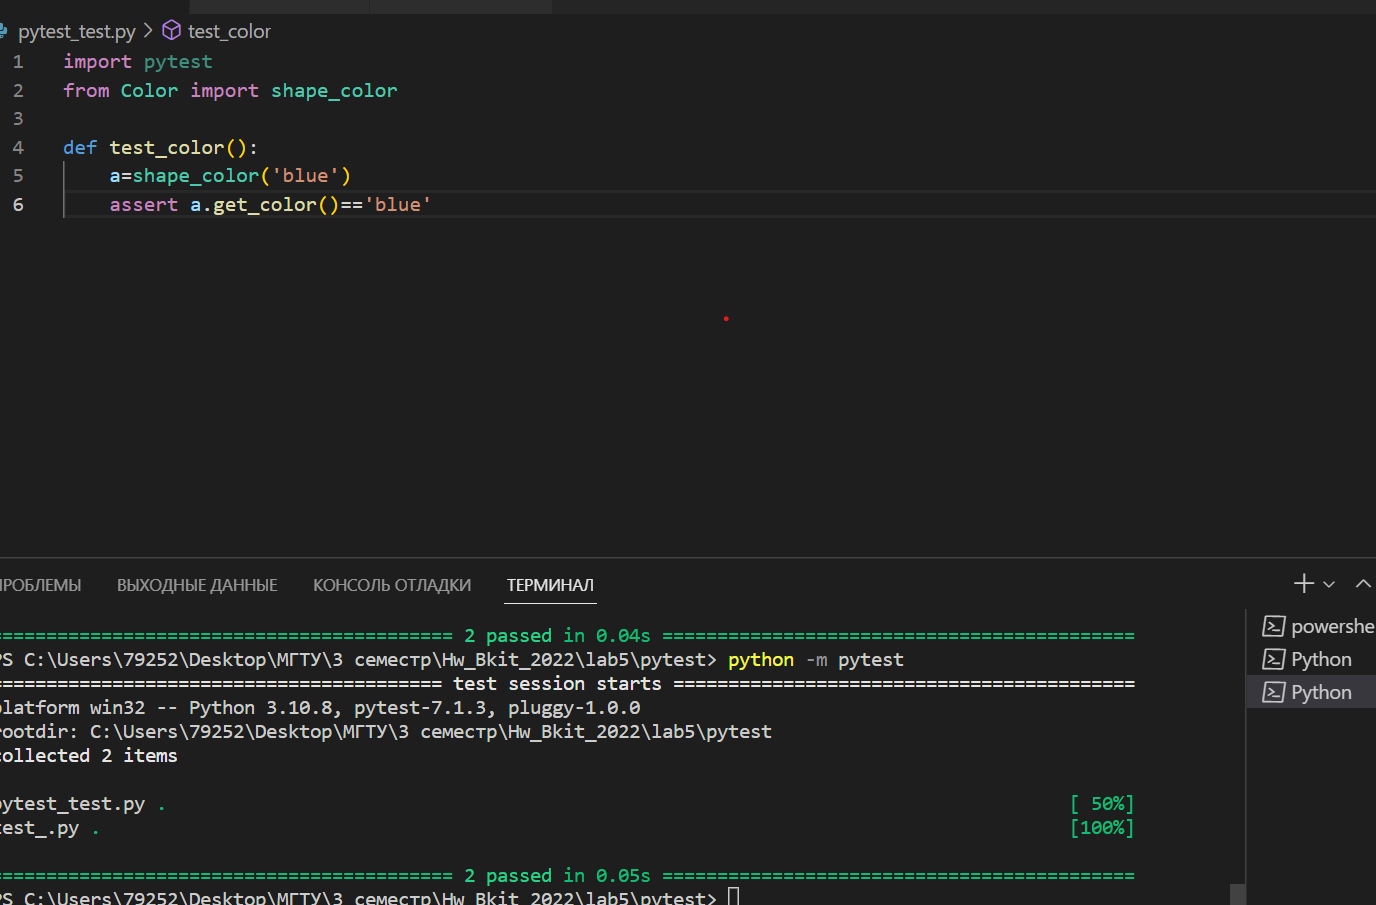 pytest_test.py > test_color
1 import pytest
2 from Color import shape_color
3
4 def test_color():
5 a=shape_color('blue')
6 assert a.get_color()=='blue'
РОБЛЕМЫ ВЫХОДНЫЕ ДАННЫЕ КОНСОЛЬ ОТЛАДКИ ТЕРМИНАЛ
========================================= 2 passed in 0.04s ===========================================
PS C:\Users\79252\Desktop\МГТУ\3 семестр\Hw_Bkit_2022\lab5\pytest> python -m pytest
======================================== test session starts ==========================================
platform win32 -- Python 3.10.8, pytest-7.1.3, pluggy-1.0.0
rootdir: C:\Users\79252\Desktop\МГТУ\3 семестр\Hw_Bkit_2022\lab5\pytest
collected 2 items
pytest_test.py . [ 50%]
test_.py . [100%]
========================================= 2 passed in 0.05s ===========================================
PS C:\Users\79252\Desktop\МГТУ\3 семестр\Hw_Bkit_2022\lab5\pytest>
powershe
Python
Python